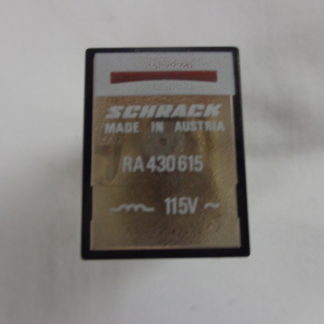 SCHRACK
MADE IN AUSTRIA
RA 430 615
115V ~